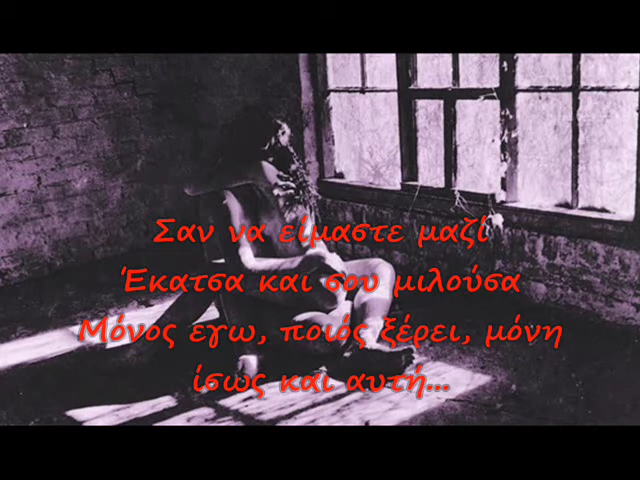 Σαν να είμαστε μαζί
Έκατσα και σου μιλούσα
Μόνος εγω, ποιός ξέρει, μόνη
ίσως και αυτή...